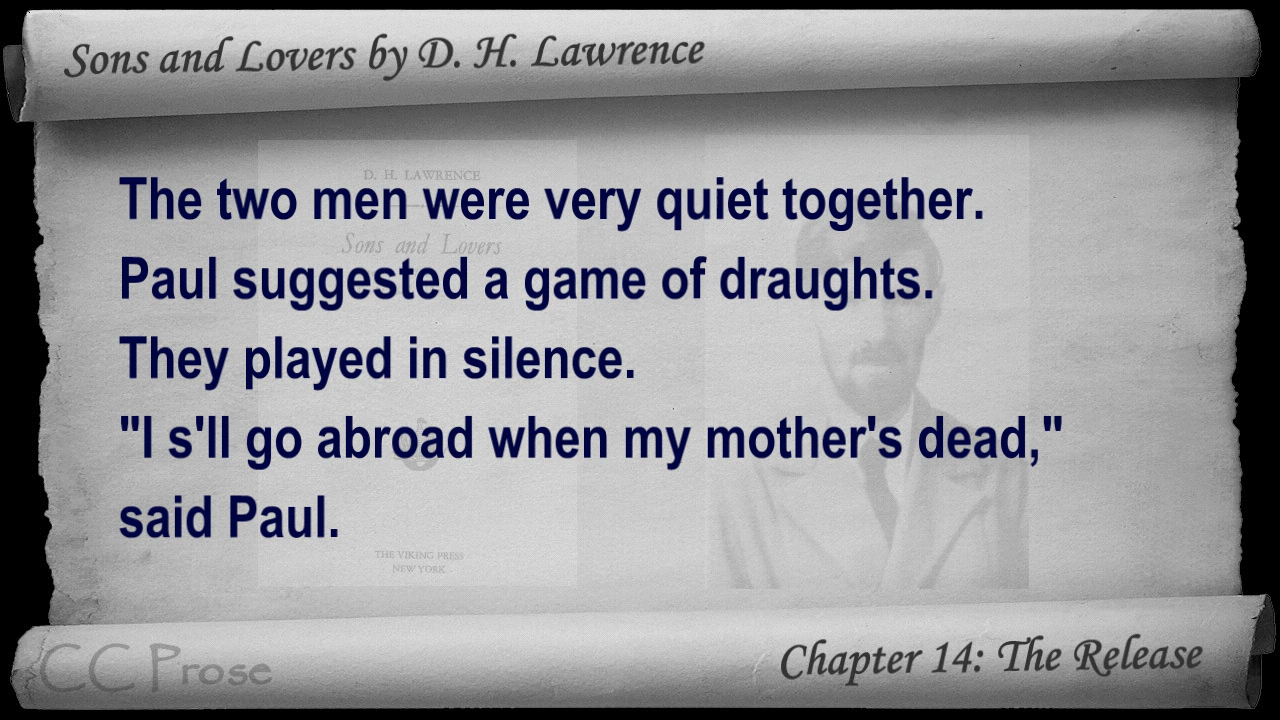 Sons and Lovers by D. H. Lawrence
D. H. LAWRENCE
The two men were very quiet together.
Sons and Lovers
Paul suggested a game of draughts.
They played in silence.
"I s'll go abroad when my mother's dead,"
said Paul.
THE VIKING PRESS
NEW YORK
CC Prose
Chapter 14: The Release